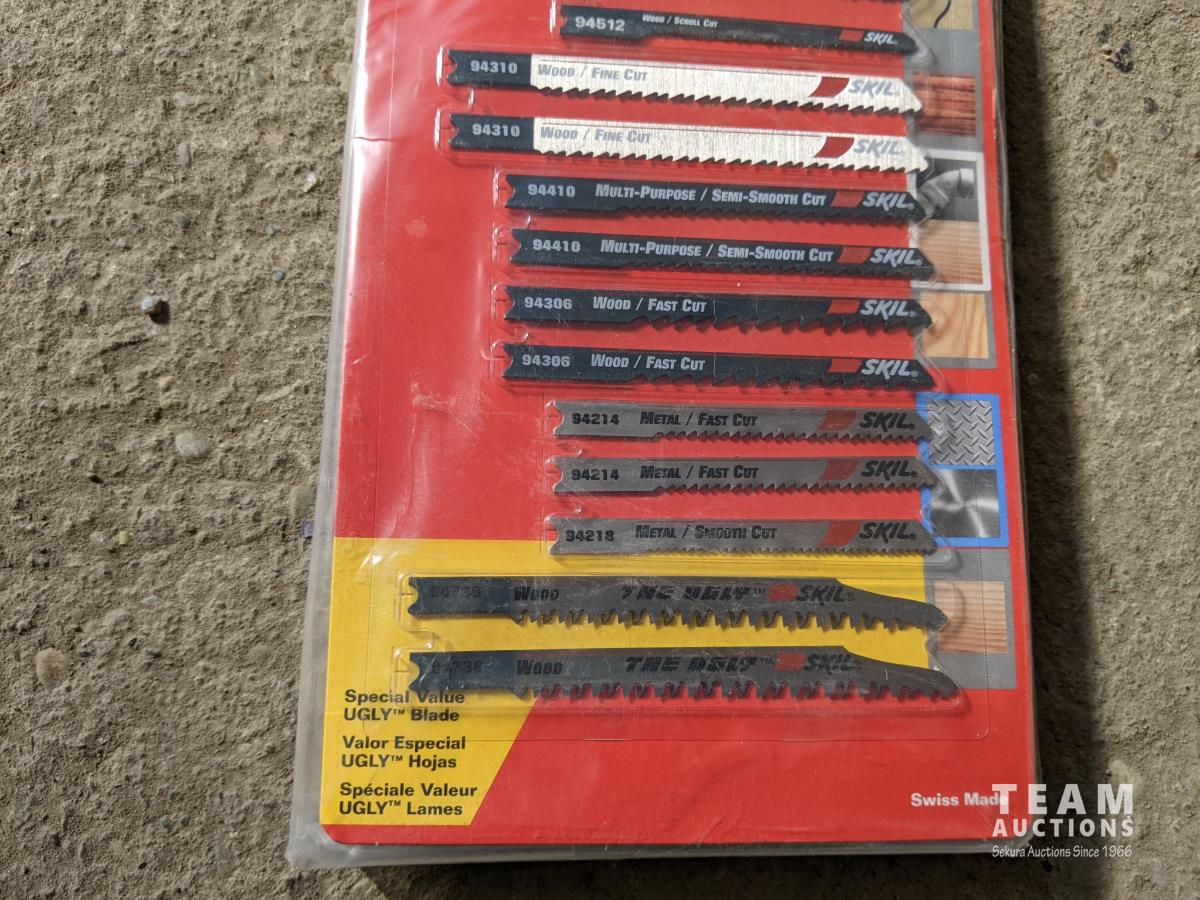 94512 Wood / Scroll Cut SKIL
94310 Wood / Fine Cut SKIL.
94310 Wood / Fine Cut SKIL.
94410 Multi-Purpose / Semi-Smooth Cut SKIL®
94410 Multi-Purpose / Semi-Smooth Cut SKIL®
94306 Wood / Fast Cut SKIL®
94306 Wood / Fast Cut SKIL®
94214 Metal / Fast Cut SKIL®
94214 Metal / Fast Cut SKIL®
94218 Metal / Smooth Cut SKIL®
Wood THE UGLY™ SKIL®
Wood THE UGLY™ SKIL®
Special Value
UGLY™ Blade
Valor Especial
UGLY™ Hojas
Spéciale Valeur
UGLY™ Lames
Swiss Made
TEAM
AUCTIONS
Sekura Auctions Since 1966